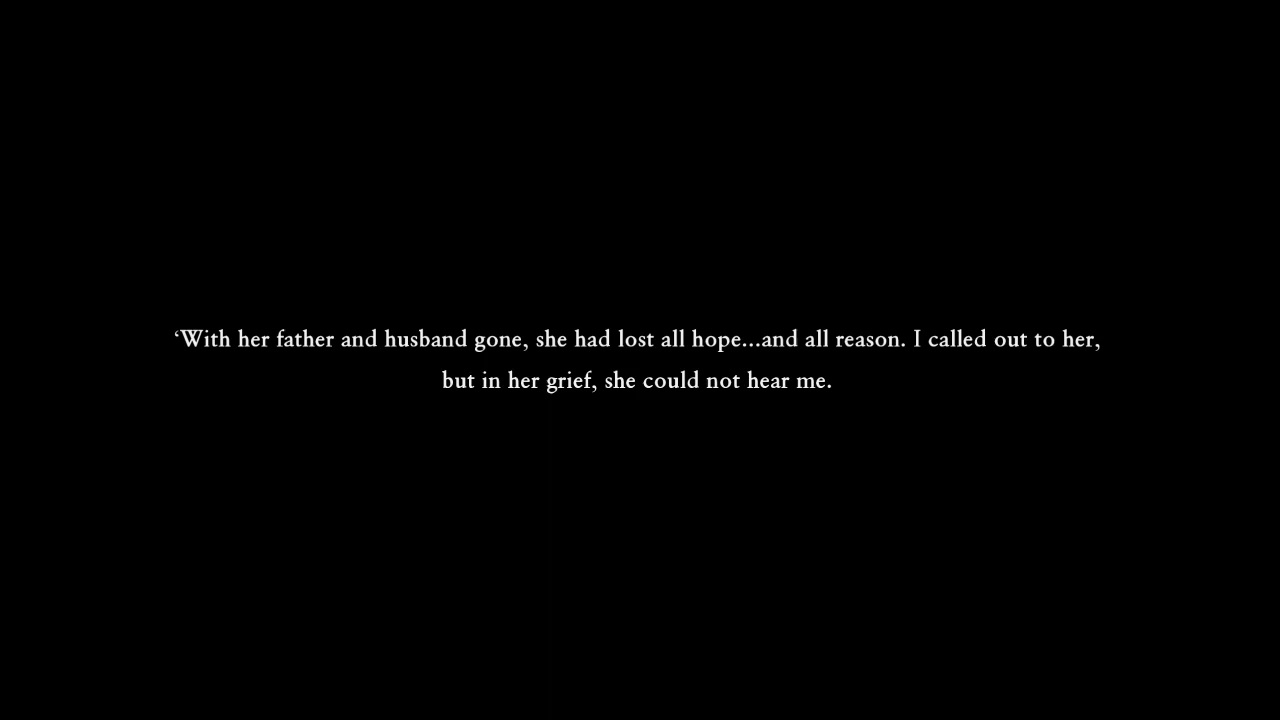 ‘With her father and husband gone, she had lost all hope...and all reason. I called out to her,
but in her grief, she could not hear me.